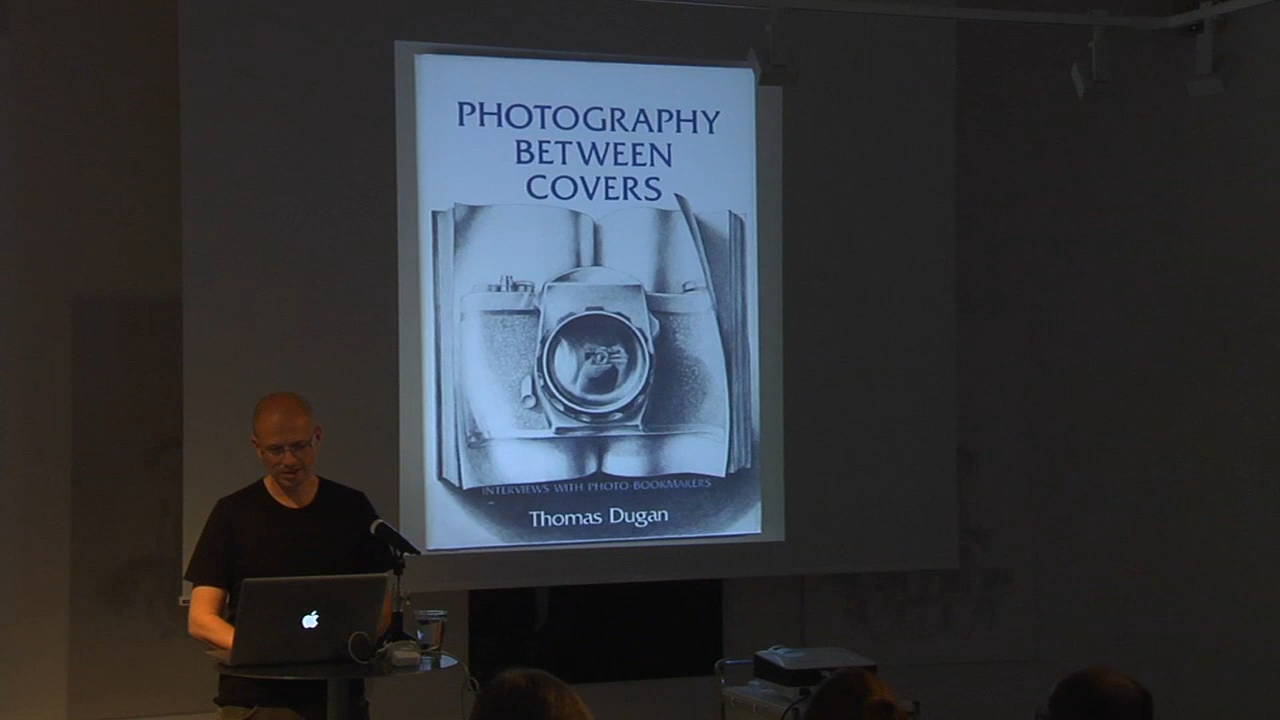 PHOTOGRAPHY
BETWEEN
COVERS
INTERVIEWS WITH PHOTO-BOOKMAKERS
Thomas Dugan